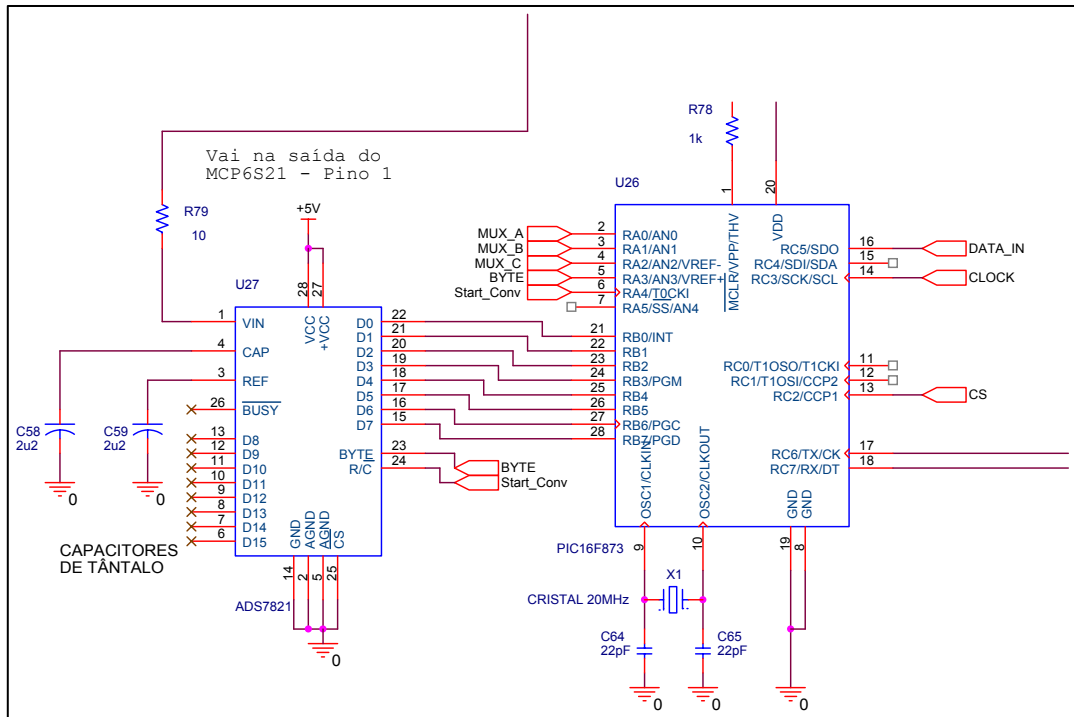 Vai na saída do
MCP6S21 - Pino 1
R79
10
+5V
U27
28
27
VCC
+VCC
1
VIN
4
CAP
3
REF
26
BUSY
13
D8
12
D9
11
D10
10
D11
9
D12
8
D13
7
D14
6
D15
D0
22
D1
21
D2
20
D3
19
D4
18
D5
17
D6
16
D7
15
BYTE
23
R/C
24
BYTE
Start_Conv
GND
AGND
AGND
CS
14
2
5
25
ADS7821
0
C58
2u2
0
C59
2u2
0
CAPACITORES
DE TÂNTALO
R78
1k
U26
1
20
MCLR/VPP/THV
VDD
MUX_A
2
RA0/AN0
MUX_B
3
RA1/AN1
MUX_C
4
RA2/AN2/VREF-
BYTE
5
RA3/AN3/VREF+
Start_Conv
6
RA4/T0CKI
7
RA5/SS/AN4
21
RB0/INT
22
RB1
23
RB2
24
RB3/PGM
25
RB4
26
RB5
27
RB6/PGC
28
RB7/PGD
RC5/SDO
16
DATA_IN
RC4/SDI/SDA
15
RC3/SCK/SCL
14
CLOCK
RC0/T1OSO/T1CKI
11
RC1/T1OSI/CCP2
12
RC2/CCP1
13
CS
RC6/TX/CK
17
RC7/RX/DT
18
OSC1/CLKIN
OSC2/CLKOUT
GND
GND
9
10
19
8
PIC16F873
X1
CRISTAL 20MHz
C64
22pF
C65
22pF
0
0
0